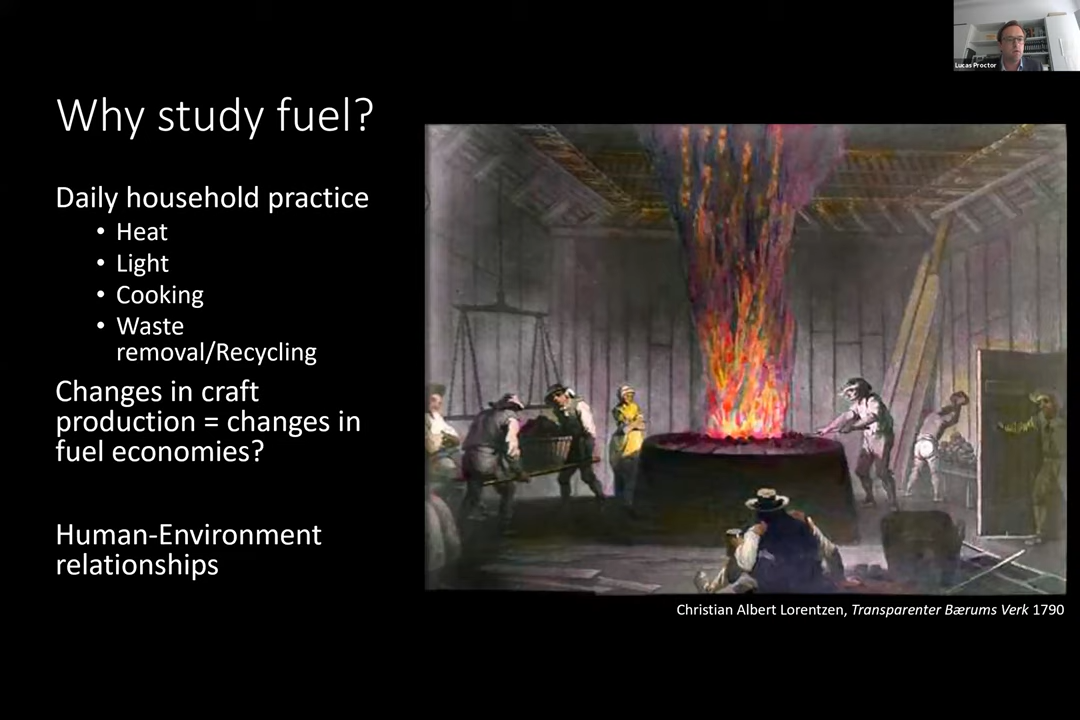 Lucas Proctor
Why study fuel?
Daily household practice
• Heat
• Light
• Cooking
• Waste
removal/Recycling
Changes in craft
production = changes in
fuel economies?
Human-Environment
relationships
Christian Albert Lorentzen, Transparenter Bærums Verk 1790